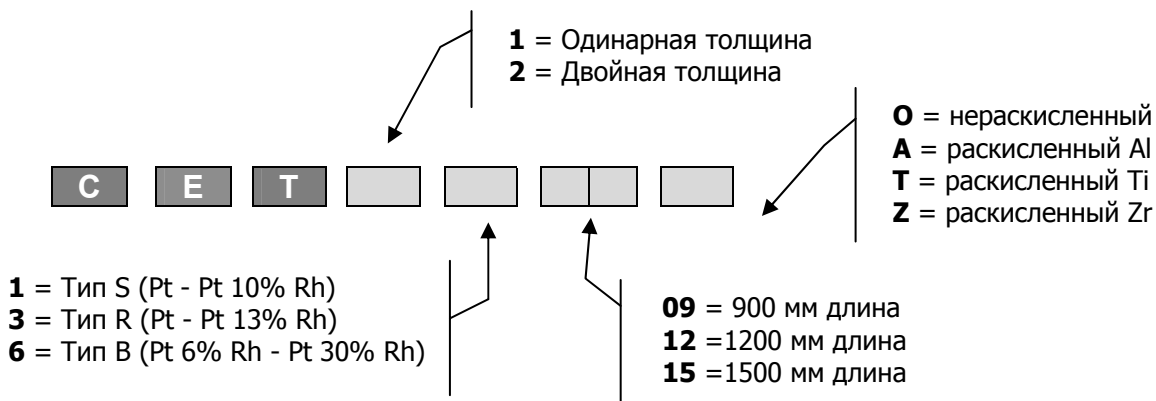 1 = Одинарная толщина
2 = Двойная толщина
O = нераскисленный
A = раскисленный Al
T = раскисленный Ti
Z = раскисленный Zr
C E T
1 = Тип S (Pt - Pt 10% Rh)
3 = Тип R (Pt - Pt 13% Rh)
6 = Тип B (Pt 6% Rh - Pt 30% Rh)
09 = 900 мм длина
12 =1200 мм длина
15 =1500 мм длина